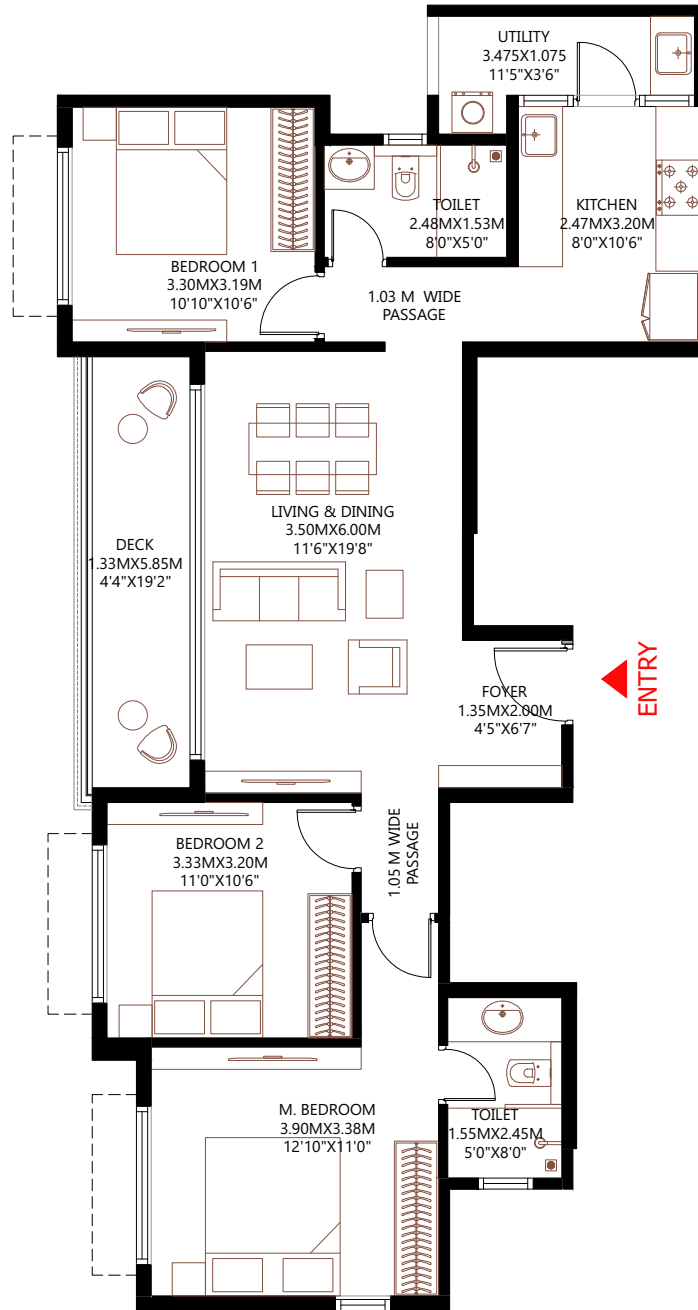 UTILITY
3.475X1.075
11'5"X3'6"
TOILET
2.48MX1.53M
8'0"X5'0"
KITCHEN
2.47MX3.20M
8'0"X10'6"
BEDROOM 1
3.30MX3.19M
10'10"X10'6"
1.03 M WIDE
PASSAGE
LIVING & DINING
3.50MX6.00M
11'6"X19'8"
DECK
1.33MX5.85M
4'4"X19'2"
FOYER
1.35MX2.00M
4'5"X6'7"
ENTRY
BEDROOM 2
3.33MX3.20M
11'0"X10'6"
1.05 M WIDE
PASSAGE
M. BEDROOM
3.90MX3.38M
12'10"X11'0"
TOILET
1.55MX2.45M
5'0"X8'0"